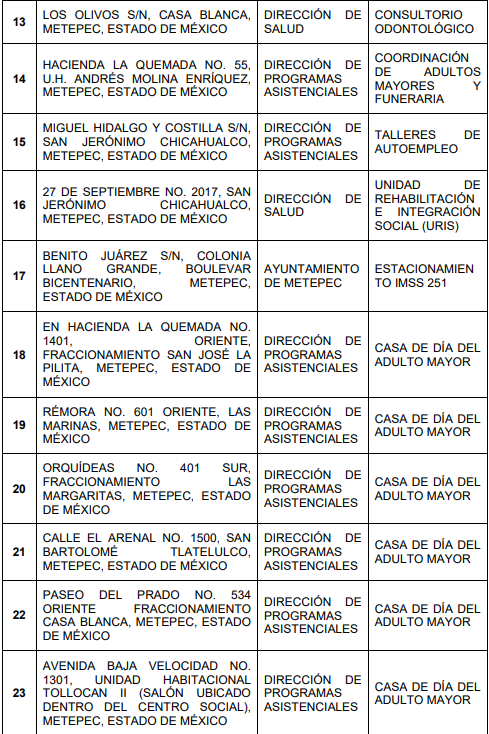 13
LOS OLIVOS S/N, CASA BLANCA,
METEPEC, ESTADO DE MÉXICO
DIRECCIÓN DE
SALUD
CONSULTORIO
ODONTOLÓGICO
14
HACIENDA LA QUEMADA NO. 55,
U.H. ANDRÉS MOLINA ENRÍQUEZ,
METEPEC, ESTADO DE MÉXICO
DIRECCIÓN DE
PROGRAMAS
ASISTENCIALES
COORDINACIÓN
DE ADULTOS
MAYORES Y
FUNERARIA
15
MIGUEL HIDALGO Y COSTILLA S/N,
SAN JERÓNIMO CHICAHUALCO,
METEPEC, ESTADO DE MÉXICO
DIRECCIÓN DE
PROGRAMAS
ASISTENCIALES
TALLERES DE
AUTOEMPLEO
16
27 DE SEPTIEMBRE NO. 2017, SAN
JERÓNIMO CHICAHUALCO,
METEPEC, ESTADO DE MÉXICO
DIRECCIÓN DE
SALUD
UNIDAD DE
REHABILITACIÓN
E INTEGRACIÓN
SOCIAL (URIS)
17
BENITO JUÁREZ S/N, COLONIA
LLANO GRANDE, BOULEVAR
BICENTENARIO, METEPEC,
ESTADO DE MÉXICO
AYUNTAMIENTO
DE METEPEC
ESTACIONAMIEN
TO IMSS 251
18
EN HACIENDA LA QUEMADA NO.
1401, ORIENTE,
FRACCIONAMIENTO SAN JOSÉ LA
PILITA, METEPEC, ESTADO DE
MÉXICO
DIRECCIÓN DE
PROGRAMAS
ASISTENCIALES
CASA DE DÍA DEL
ADULTO MAYOR
19
RÉMORA NO. 601 ORIENTE, LAS
MARINAS, METEPEC, ESTADO DE
MÉXICO
DIRECCIÓN DE
PROGRAMAS
ASISTENCIALES
CASA DE DÍA DEL
ADULTO MAYOR
20
ORQUÍDEAS NO. 401 SUR,
FRACCIONAMIENTO LAS
MARGARITAS, METEPEC, ESTADO
DE MÉXICO
DIRECCIÓN DE
PROGRAMAS
ASISTENCIALES
CASA DE DÍA DEL
ADULTO MAYOR
21
CALLE EL ARENAL NO. 1500, SAN
BARTOLOMÉ TLATELULCO,
METEPEC, ESTADO DE MÉXICO
DIRECCIÓN DE
PROGRAMAS
ASISTENCIALES
CASA DE DÍA DEL
ADULTO MAYOR
22
PASEO DEL PRADO NO. 534
ORIENTE FRACCIONAMIENTO
CASA BLANCA, METEPEC, ESTADO
DE MÉXICO
DIRECCIÓN DE
PROGRAMAS
ASISTENCIALES
CASA DE DÍA DEL
ADULTO MAYOR
23
AVENIDA BAJA VELOCIDAD NO.
1301, UNIDAD HABITACIONAL
TOLLOCAN II (SALÓN UBICADO
DENTRO DEL CENTRO SOCIAL),
METEPEC, ESTADO DE MÉXICO
DIRECCIÓN DE
PROGRAMAS
ASISTENCIALES
CASA DE DÍA DEL
ADULTO MAYOR